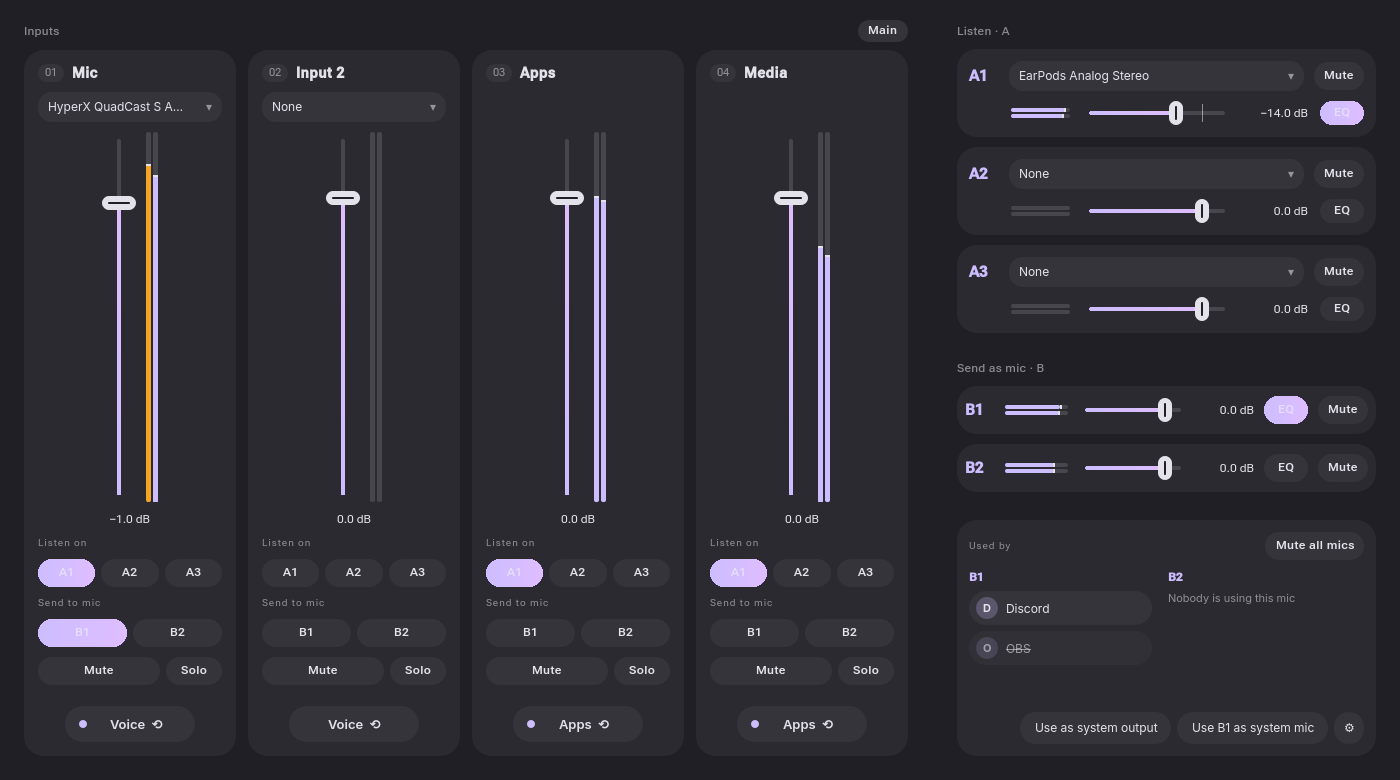 Inputs
Main
01 Mic
HyperX QuadCast S A...
−1.0 dB
Listen on
A1 A2 A3
Send to mic
B1 B2
Mute Solo
Voice ⟲
02 Input 2
None
0.0 dB
Listen on
A1 A2 A3
Send to mic
B1 B2
Mute Solo
Voice ⟲
03 Apps
0.0 dB
Listen on
A1 A2 A3
Send to mic
B1 B2
Mute Solo
Apps ⟲
04 Media
0.0 dB
Listen on
A1 A2 A3
Send to mic
B1 B2
Mute Solo
Apps ⟲
Listen · A
A1 EarPods Analog Stereo Mute
−14.0 dB EQ
A2 None Mute
0.0 dB EQ
A3 None Mute
0.0 dB EQ
Send as mic · B
B1 0.0 dB EQ Mute
B2 0.0 dB EQ Mute
Used by Mute all mics
B1 B2
D Discord
Nobody is using this mic
O OBS
Use as system output Use B1 as system mic ⚙